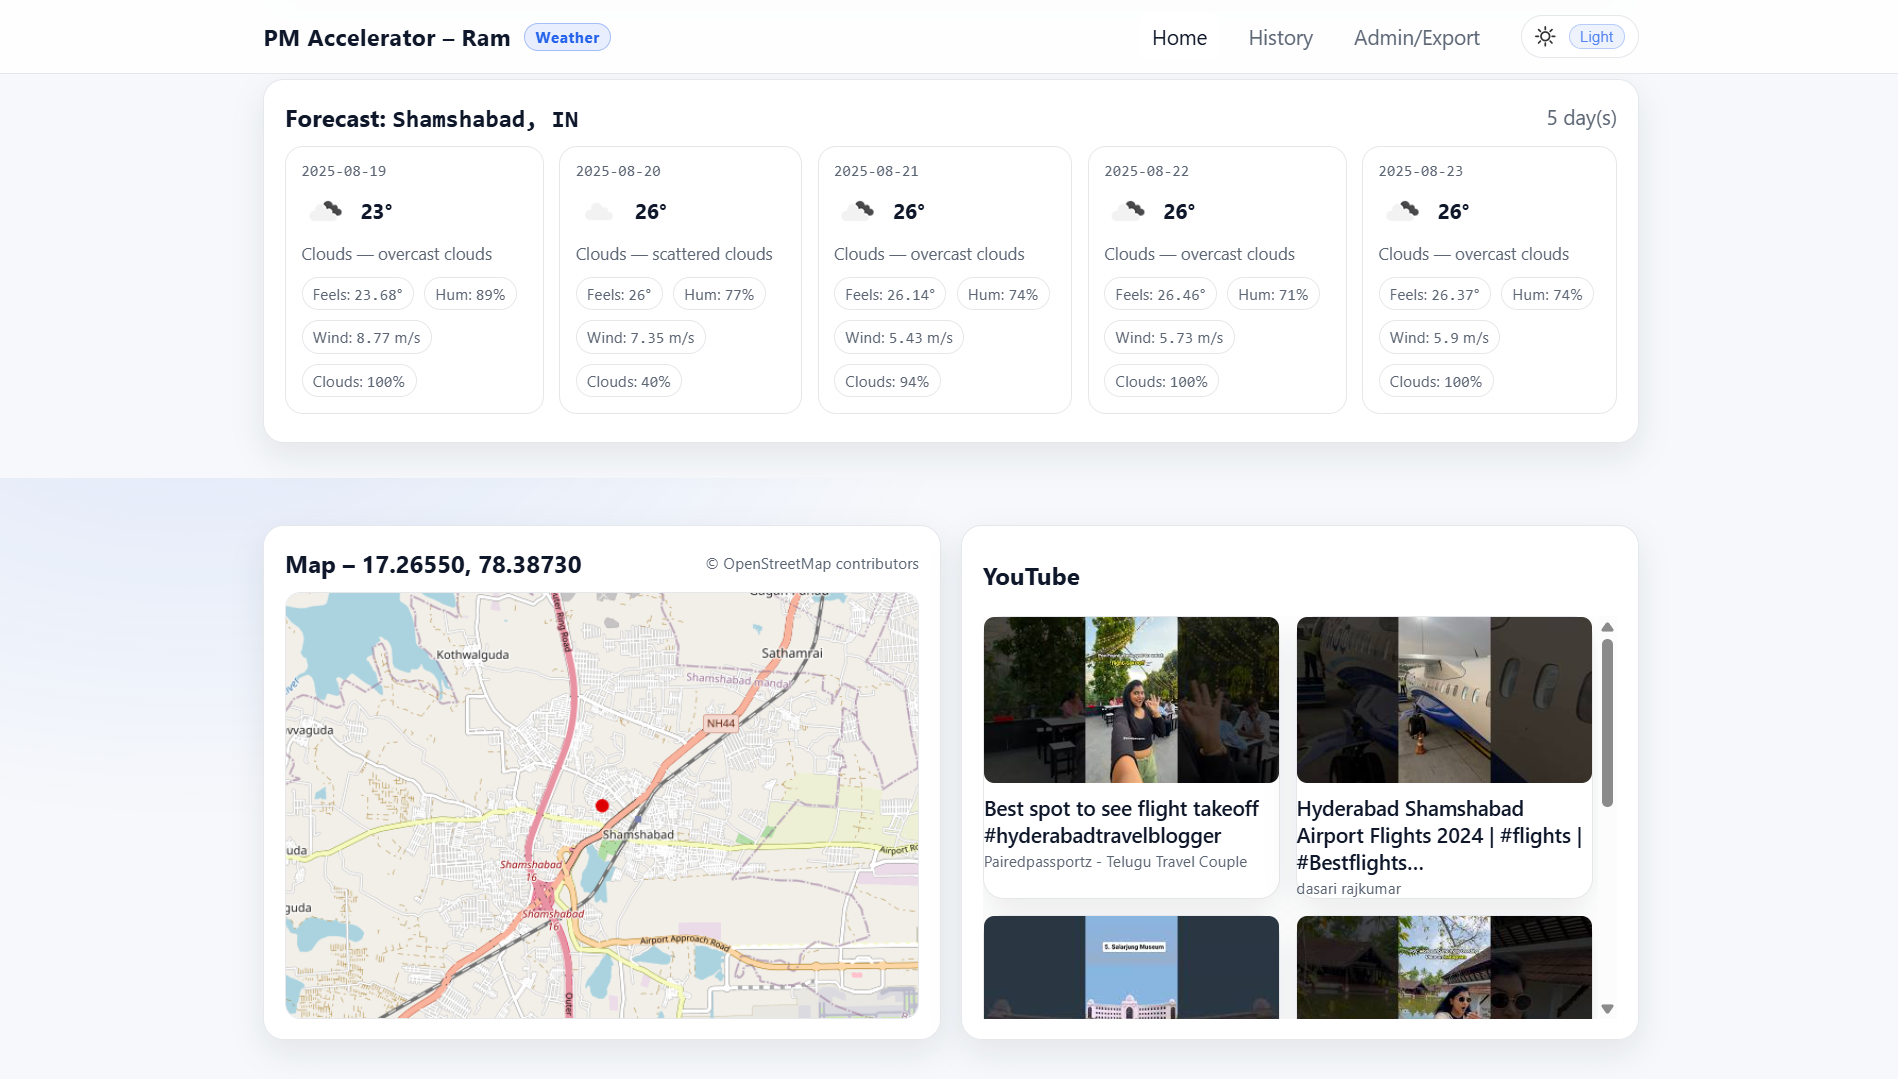 PM Accelerator – Ram
Weather
Home
History
Admin/Export
Light
Forecast: Shamshabad, IN
5 day(s)
2025-08-19
23°
Clouds — overcast clouds
Feels: 23.68°
Hum: 89%
Wind: 8.77 m/s
Clouds: 100%
2025-08-20
26°
Clouds — scattered clouds
Feels: 26°
Hum: 77%
Wind: 7.35 m/s
Clouds: 40%
2025-08-21
26°
Clouds — overcast clouds
Feels: 26.14°
Hum: 74%
Wind: 5.43 m/s
Clouds: 94%
2025-08-22
26°
Clouds — overcast clouds
Feels: 26.46°
Hum: 71%
Wind: 5.73 m/s
Clouds: 100%
2025-08-23
26°
Clouds — overcast clouds
Feels: 26.37°
Hum: 74%
Wind: 5.9 m/s
Clouds: 100%
Map – 17.26550, 78.38730
© OpenStreetMap contributors
Kothwalguda
Sathamrai
Shamshabad mandal
NH44
vvaguda
Shamshabad
uda
Airport Ro
Shamshabad
16
guda
Shamshabad
16
Airport Approach Road
Outer
YouTube
Best spot to see flight takeoff
#hyderabadtravelblogger
Pairedpassportz - Telugu Travel Couple
Hyderabad Shamshabad
Airport Flights 2024 | #flights |
#Bestflights...
dasari rajkumar
5. Salarjung Museum